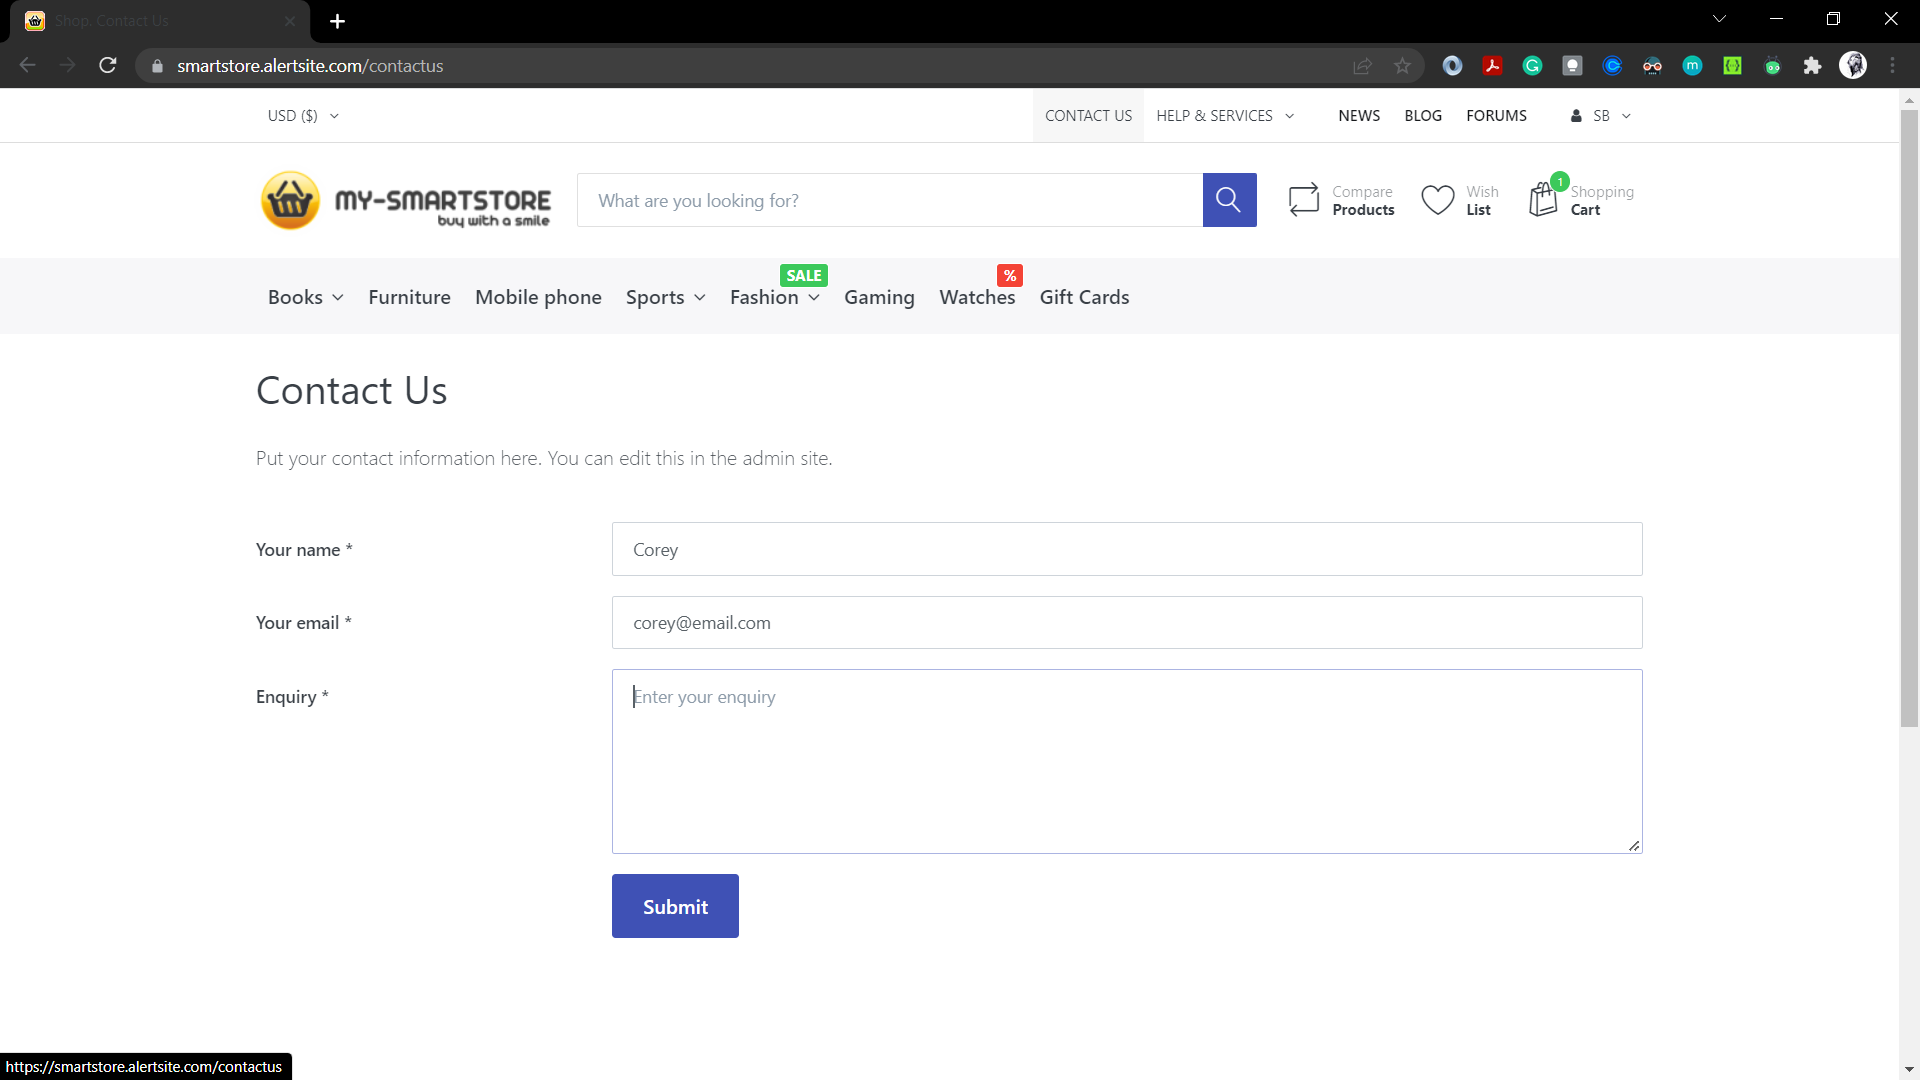 Shop. Contact Us
smartstore.alertsite.com/contactus
USD ($)
CONTACT US
HELP & SERVICES
NEWS
BLOG
FORUMS
SB
MY-SMARTSTORE
buy with a smile
What are you looking for?
Compare
Products
Wish
List
1
Shopping
Cart
SALE
%
Books
Furniture
Mobile phone
Sports
Fashion
Gaming
Watches
Gift Cards
Contact Us
Put your contact information here. You can edit this in the admin site.
Your name *
Corey
Your email *
corey@email.com
Enquiry *
Enter your enquiry
Submit
https://smartstore.alertsite.com/contactus